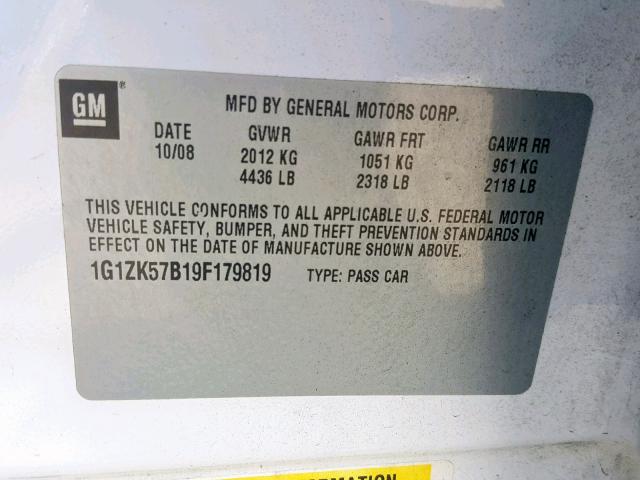 GM®
MFD BY GENERAL MOTORS CORP.
DATE GVWR GAWR FRT GAWR RR
10/08 2012 KG 1051 KG 961 KG
4436 LB 2318 LB 2118 LB
THIS VEHICLE CONFORMS TO ALL APPLICABLE U.S. FEDERAL MOTOR
VEHICLE SAFETY, BUMPER, AND THEFT PREVENTION STANDARDS IN
EFFECT ON THE DATE OF MANUFACTURE SHOWN ABOVE.
1G1ZK57B19F179819 TYPE: PASS CAR